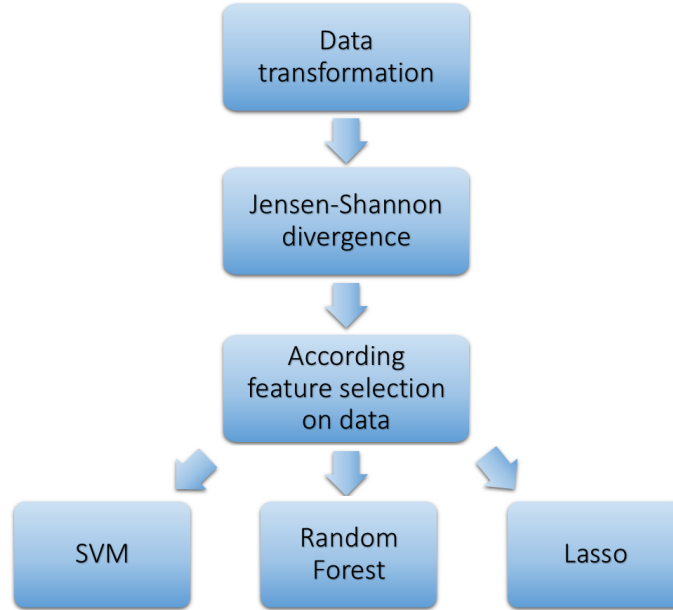 Data
transformation
Jensen-Shannon
divergence
According
feature selection
on data
SVM
Random
Forest
Lasso